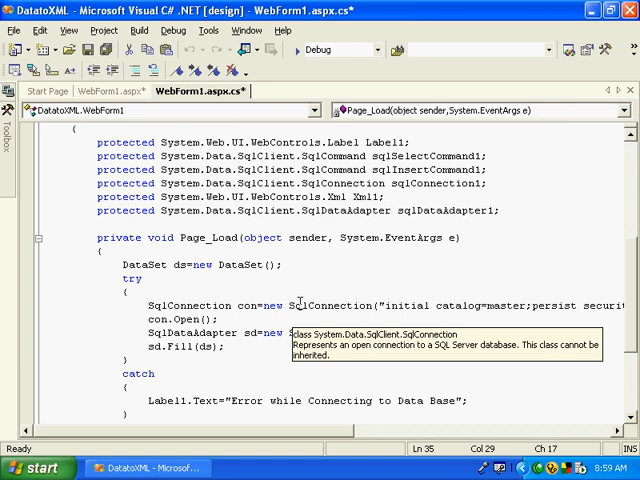 DatatoXML - Microsoft Visual C# .NET [design] - WebForm1.aspx.cs*
File Edit View Project Build Debug Tools Window Help
Debug
Start Page WebForm1.aspx* WebForm1.aspx.cs*
DatatoXML.WebForm1 Page_Load(object sender,System.EventArgs e)
Toolbox
{
protected System.Web.UI.WebControls.Label Label1;
protected System.Data.SqlClient.SqlCommand sqlSelectCommand1;
protected System.Data.SqlClient.SqlCommand sqlInsertCommand1;
protected System.Data.SqlClient.SqlConnection sqlConnection1;
protected System.Web.UI.WebControls.Xml Xml1;
protected System.Data.SqlClient.SqlDataAdapter sqlDataAdapter1;
private void Page_Load(object sender, System.EventArgs e)
{
DataSet ds=new DataSet();
try
{
SqlConnection con=new SqlConnection("initial catalog=master;persist securit
con.Open();
SqlDataAdapter sd=new S
class System.Data.SqlClient.SqlConnection
Represents an open connection to a SQL Server database. This class cannot be
inherited.
sd.Fill(ds);
}
catch
{
Label1.Text="Error while Connecting to Data Base";
}
Ready Ln 35 Col 29 Ch 17 INS
start DatatoXML - Microsof... 8:59 AM